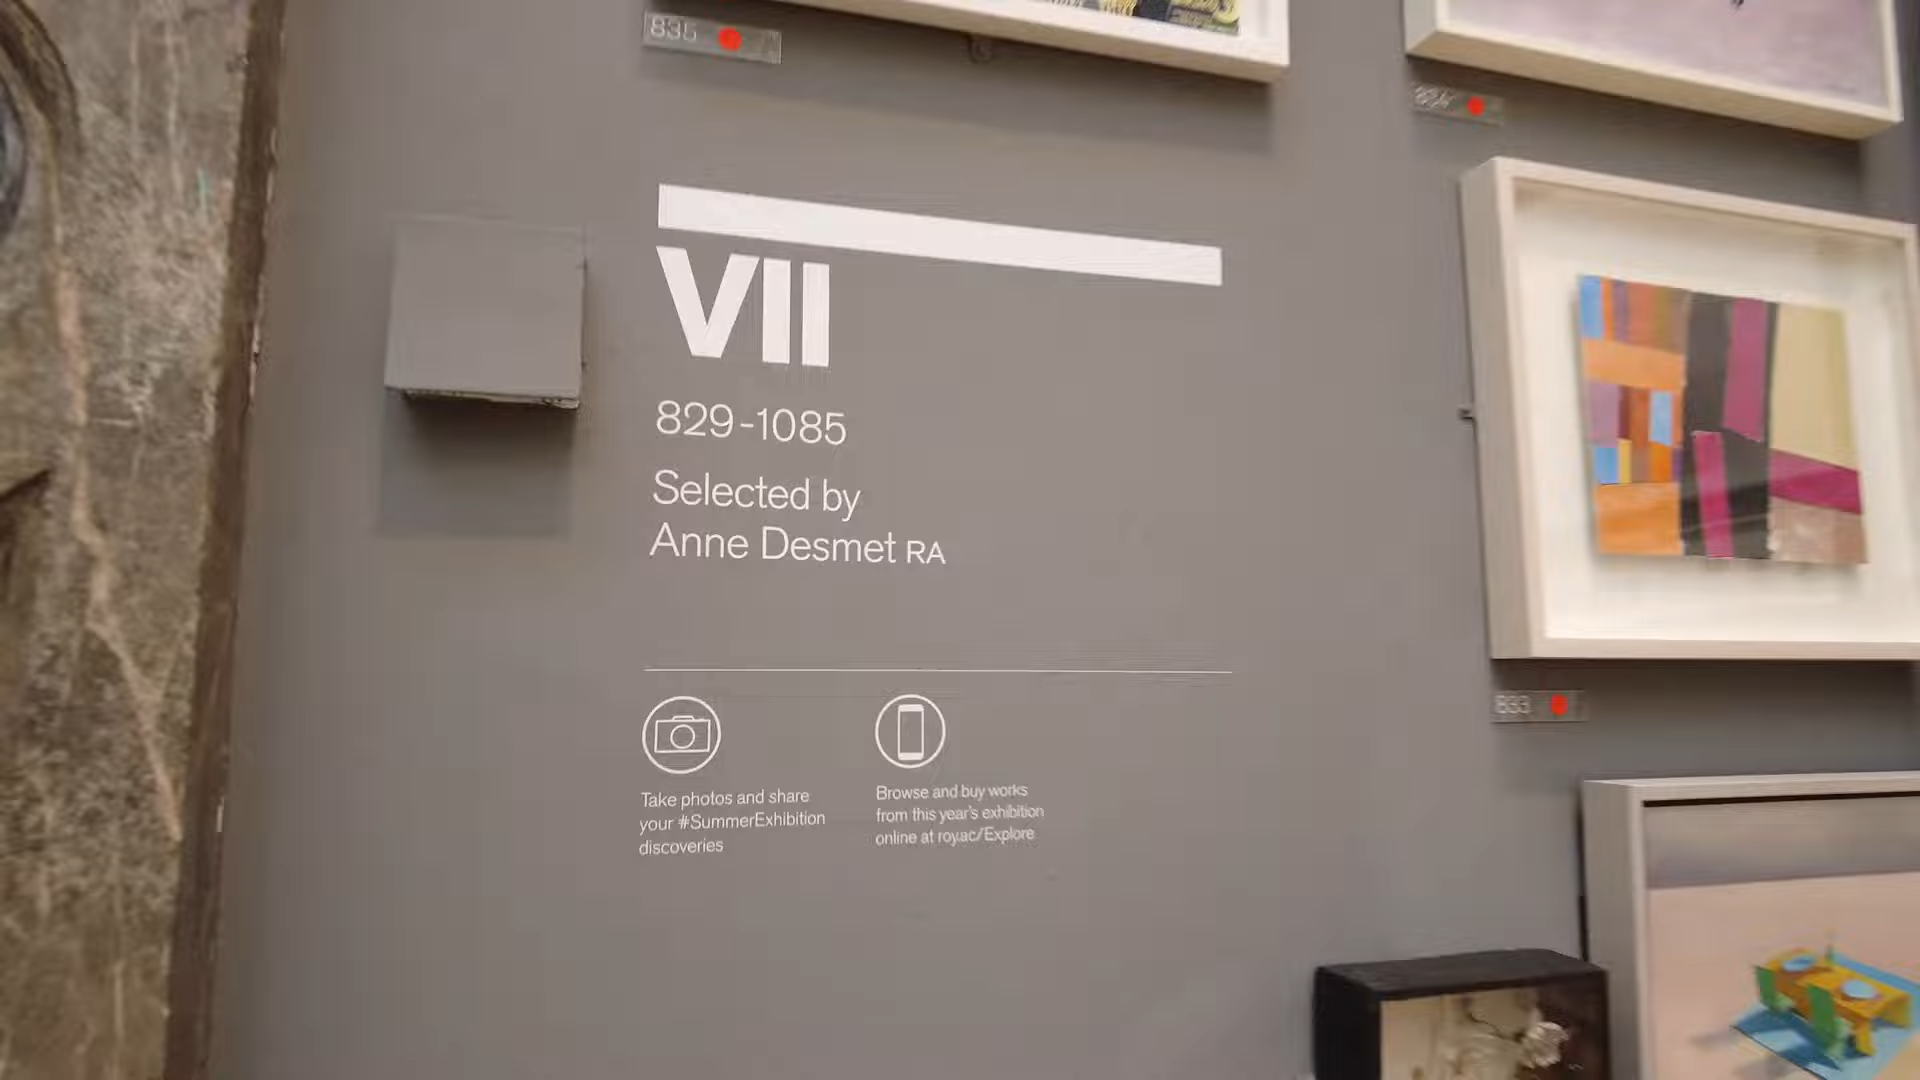 835
834
VII
829-1085
Selected by
Anne Desmet RA
833
Take photos and share
your #SummerExhibition
discoveries
Browse and buy works
from this year's exhibition
online at roy.ac/Explore